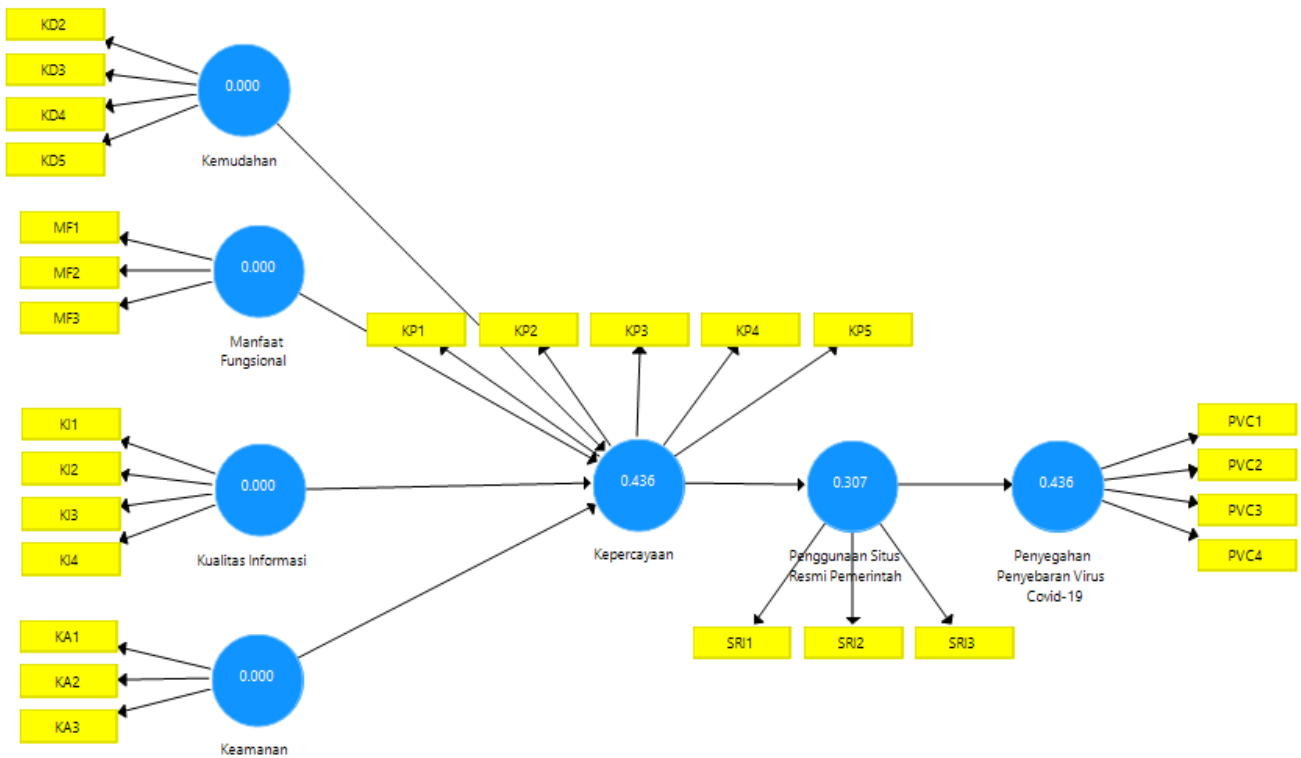 KD2
KD3
KD4
KD5
0.000
Kemudahan
MF1
MF2
MF3
0.000
Manfaat
Fungsional
KP1
KP2
KP3
KP4
KP5
KI1
KI2
KI3
KI4
0.000
Kualitas Informasi
0.436
Kepercayaan
0.307
Penggunaan Situs
Resmi Pemerintah
0.436
Penyegahan
Penyebaran Virus
Covid-19
PVC1
PVC2
PVC3
PVC4
SRI1
SRI2
SRI3
KA1
KA2
KA3
0.000
Keamanan